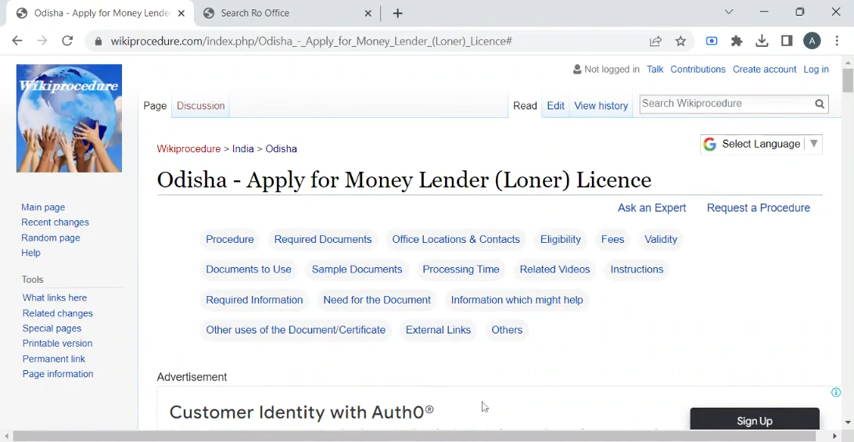 Odisha - Apply for Money Lende
Search Ro Office
wikiprocedure.com/index.php/Odisha_-_Apply_for_Money_Lender_(Loner)_Licence#
A
Wikiprocedure
Not logged in Talk Contributions Create account Log in
Page Discussion Read Edit View history Search Wikiprocedure
Wikiprocedure > India > Odisha
G Select Language ▼
Odisha - Apply for Money Lender (Loner) Licence
Ask an Expert Request a Procedure
Main page
Recent changes
Random page
Help
Tools
What links here
Related changes
Special pages
Printable version
Permanent link
Page information
Procedure Required Documents Office Locations & Contacts Eligibility Fees Validity
Documents to Use Sample Documents Processing Time Related Videos Instructions
Required Information Need for the Document Information which might help
Other uses of the Document/Certificate External Links Others
Advertisement
Customer Identity with Auth0®
Sign Up